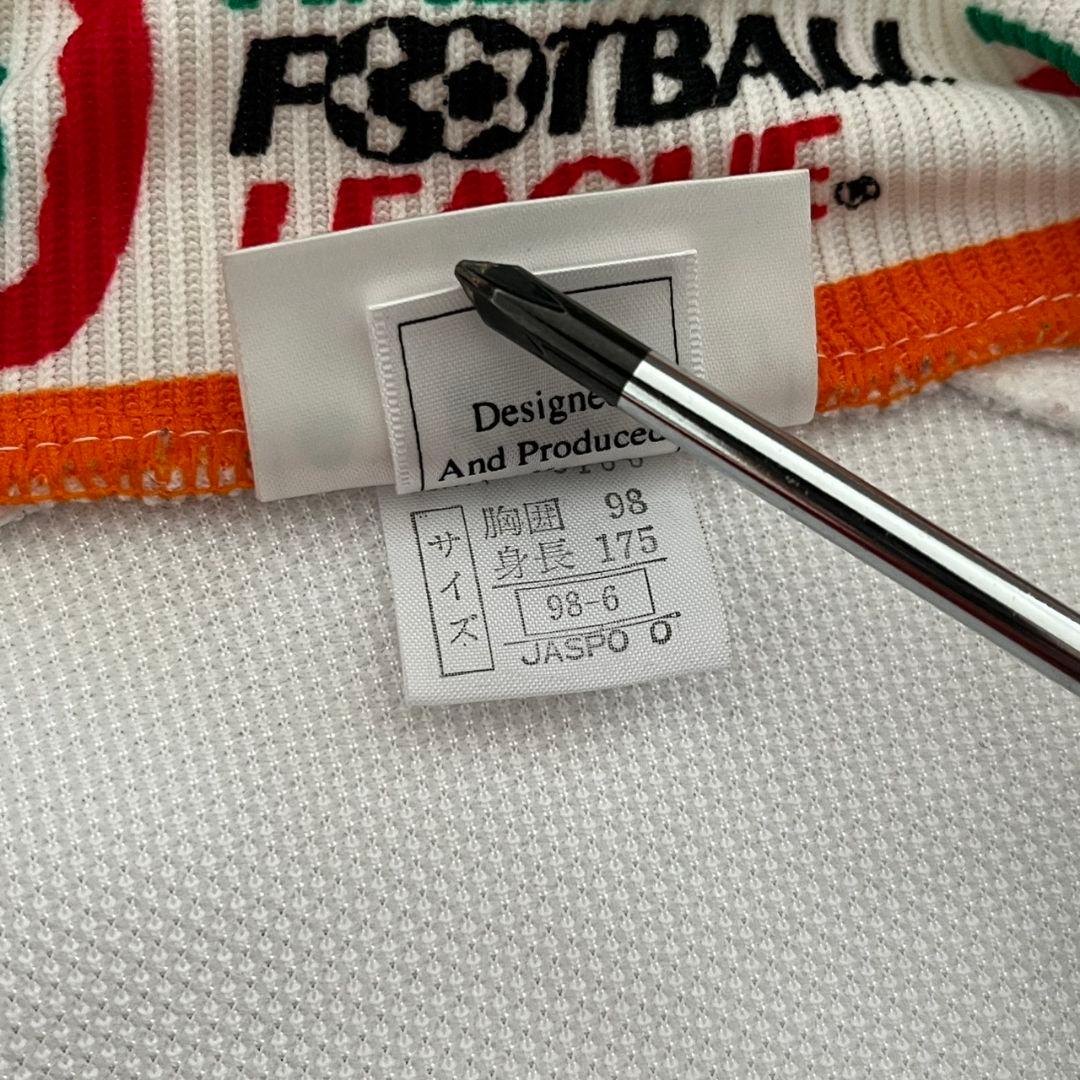 FOOTBALL
LEAGUE
Designed
And Produced
サイズ
胸囲 98
身長 175
98-6
JASPO O